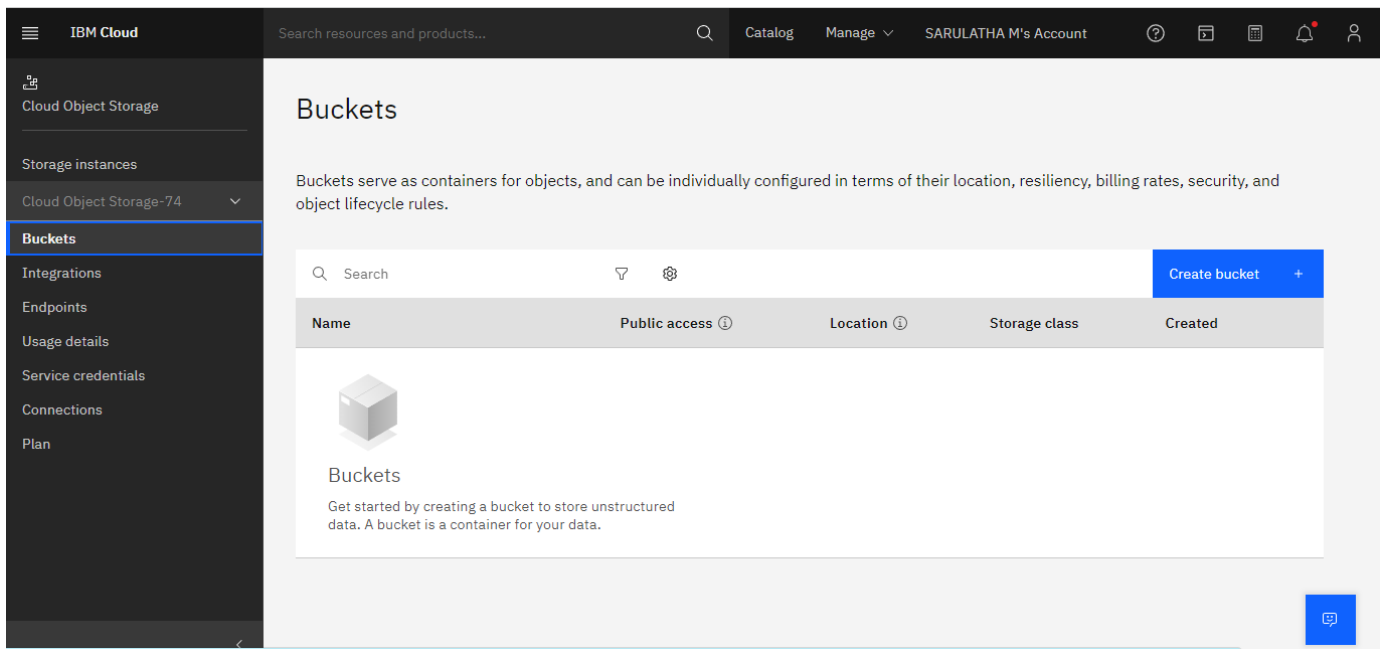 IBM Cloud
Search resources and products...
Catalog
Manage
SARULATHA M's Account
Cloud Object Storage
Storage instances
Cloud Object Storage-74
Buckets
Integrations
Endpoints
Usage details
Service credentials
Connections
Plan
Buckets
Buckets serve as containers for objects, and can be individually configured in terms of their location, resiliency, billing rates, security, and
object lifecycle rules.
Search
Create bucket +
Name
Public access
Location
Storage class
Created
Buckets
Get started by creating a bucket to store unstructured
data. A bucket is a container for your data.